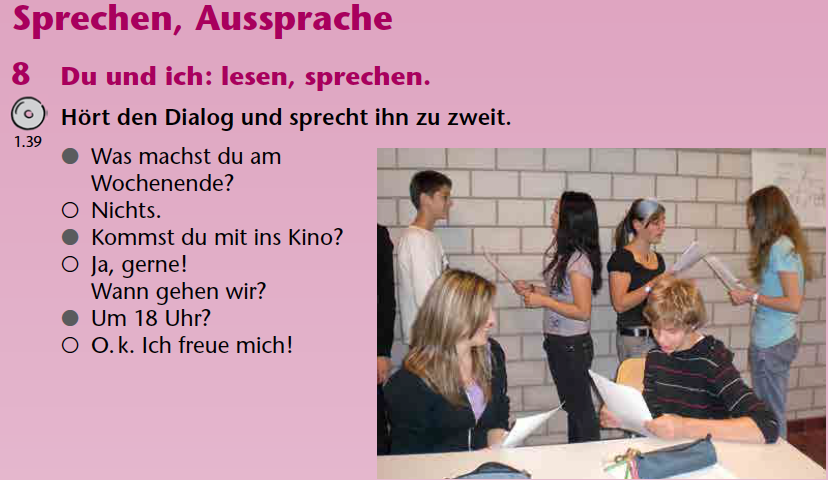 Sprechen, Aussprache
8 Du und ich: lesen, sprechen.
Hört den Dialog und sprecht ihn zu zweit.
1.39
● Was machst du am
Wochenende?
○ Nichts.
● Kommst du mit ins Kino?
○ Ja, gerne!
Wann gehen wir?
● Um 18 Uhr?
○ O. k. Ich freue mich!